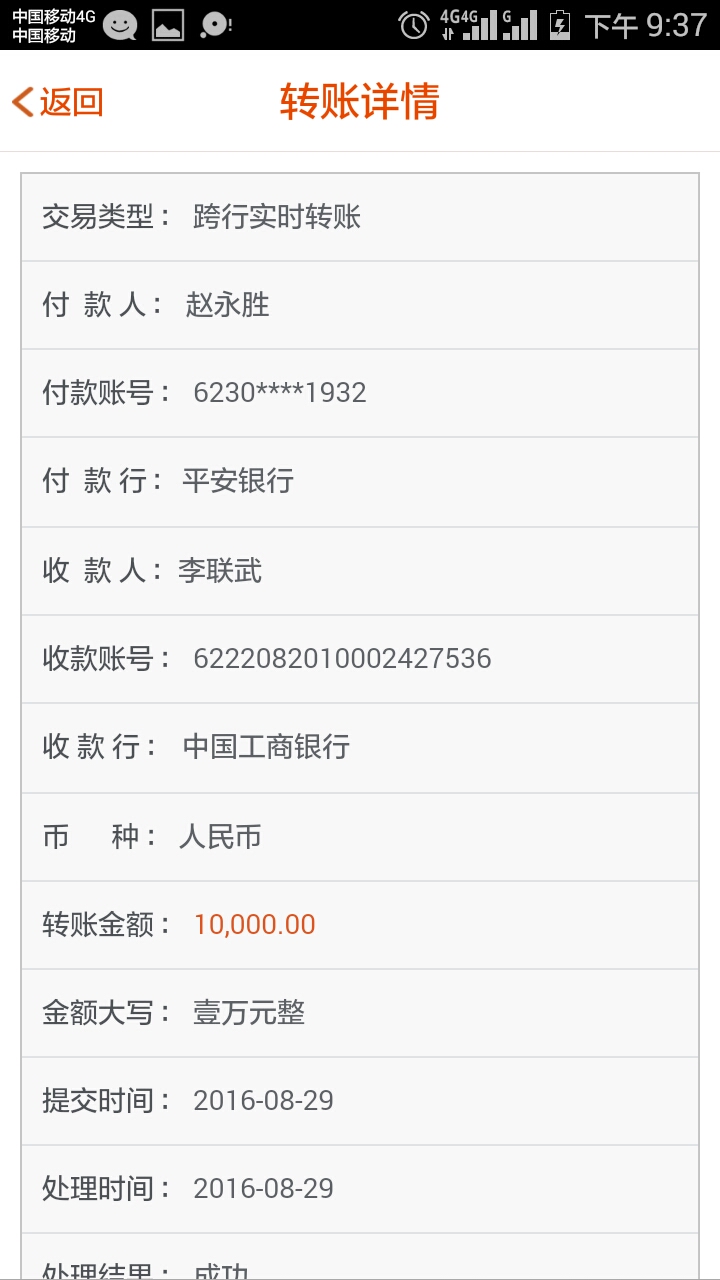 中国移动4G
中国移动
4G4G G 下午 9:37
返回
转账详情
交易类型： 跨行实时转账
付 款 人： 赵永胜
付款账号： 6230****1932
付 款 行： 平安银行
收 款 人： 李联武
收款账号： 6222082010002427536
收 款 行： 中国工商银行
币 种： 人民币
转账金额： 10,000.00
金额大写： 壹万元整
提交时间： 2016-08-29
处理时间： 2016-08-29
处理结果： 成功